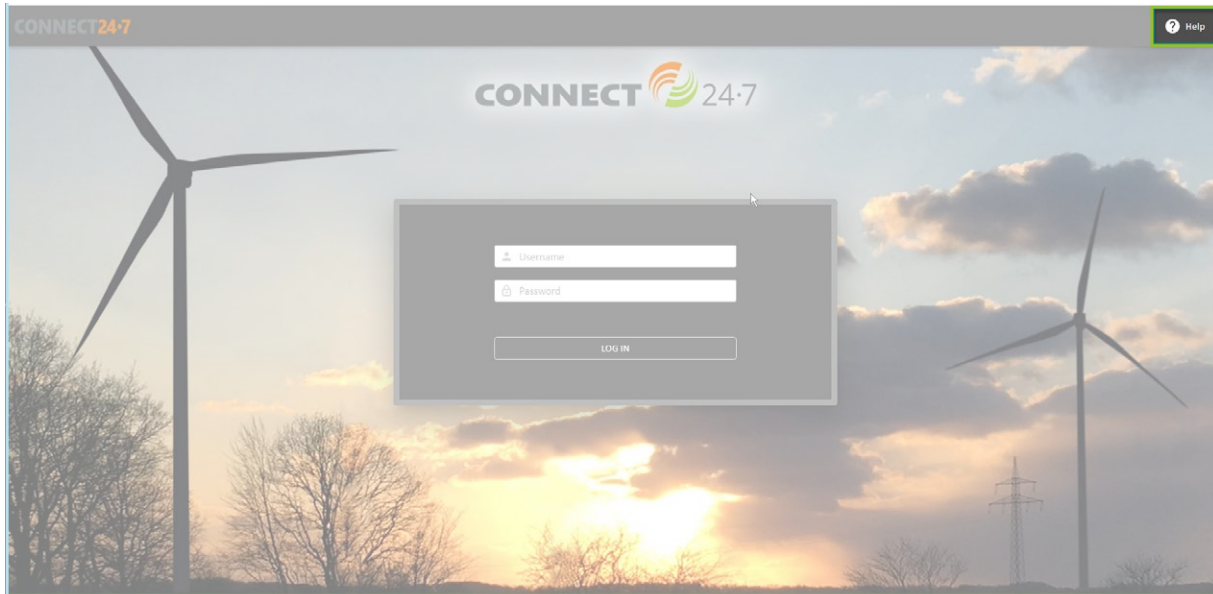 CONNECT24·7
Help
CONNECT 24·7
Username
Password
LOG IN